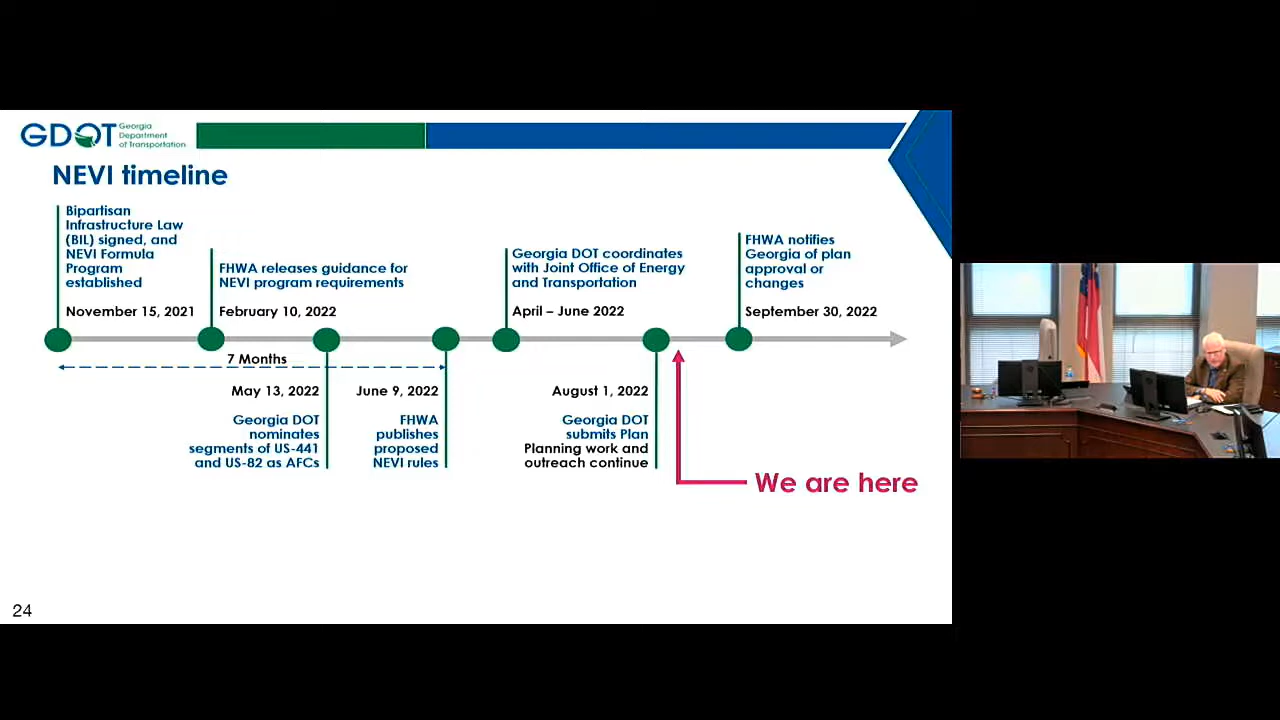 GDOT
Georgia
Department
of Transportation
NEVI timeline
Bipartisan
Infrastructure Law
(BIL) signed, and
NEVI Formula
Program
established
November 15, 2021
FHWA releases guidance for
NEVI program requirements
February 10, 2022
Georgia DOT coordinates
with Joint Office of Energy
and Transportation
April – June 2022
FHWA notifies
Georgia of plan
approval or
changes
September 30, 2022
7 Months
May 13, 2022
Georgia DOT
nominates
segments of US-441
and US-82 as AFCs
June 9, 2022
FHWA
publishes
proposed
NEVI rules
August 1, 2022
Georgia DOT
submits Plan
Planning work and
outreach continue
We are here
24